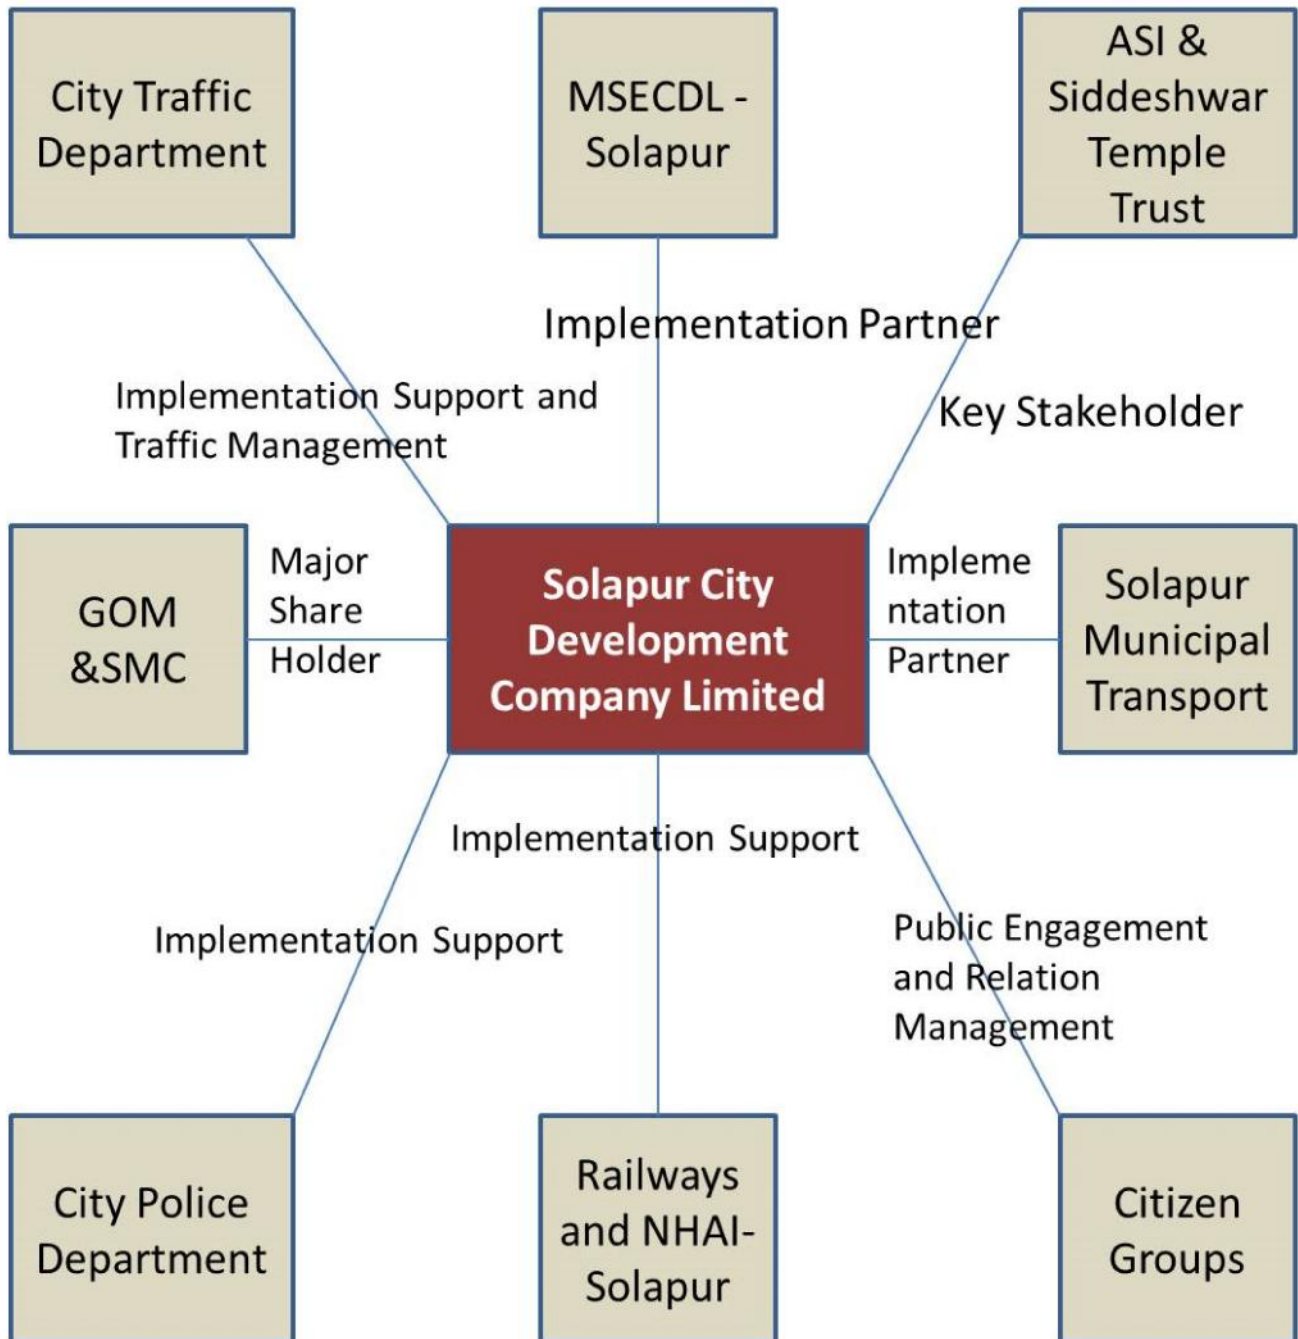 City Traffic
Department
MSECDL -
Solapur
ASI &
Siddeshwar
Temple
Trust
Implementation Partner
Implementation Support and
Traffic Management
Key Stakeholder
GOM
&SMC
Major
Share
Holder
Solapur City
Development
Company Limited
Impleme
ntation
Partner
Solapur
Municipal
Transport
Implementation Support
Implementation Support
Public Engagement
and Relation
Management
City Police
Department
Railways
and NHAI-
Solapur
Citizen
Groups